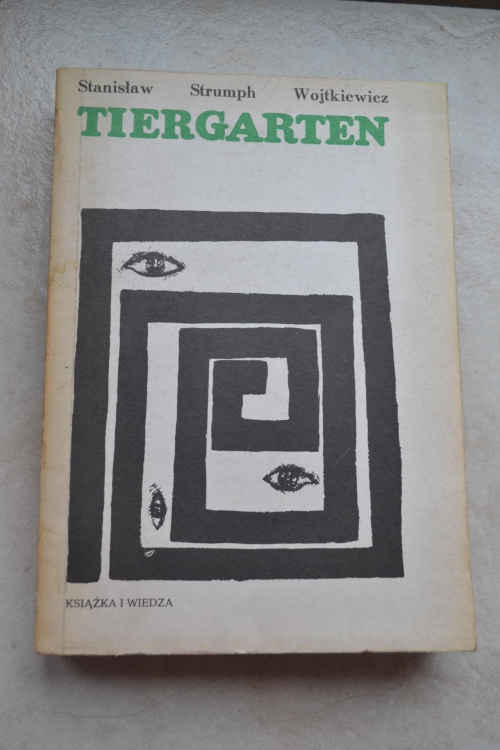 Stanisław Strumph Wojtkiewicz
TIERGARTEN
KSIĄŻKA I WIEDZA